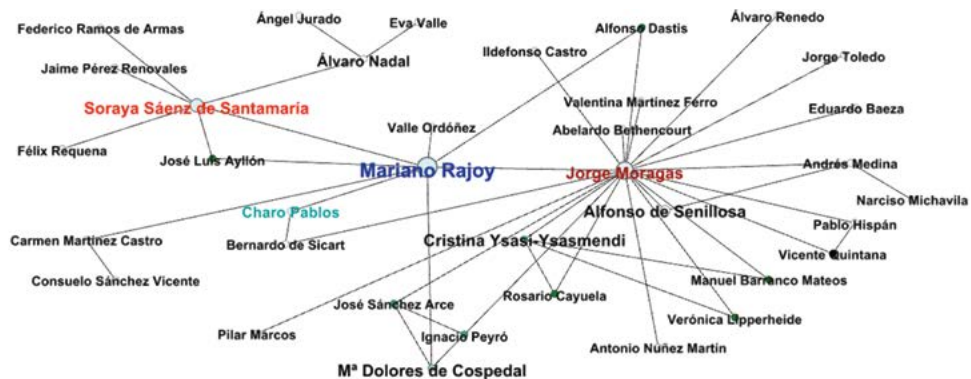 Ángel Jurado
Eva Valle
Álvaro Renedo
Federico Ramos de Armas
Alfonso Dastis
Ildefonso Castro
Jorge Toledo
Jaime Pérez Renovales
Álvaro Nadal
Valentina Martínez Ferro
Eduardo Baeza
Soraya Sáenz de Santamaría
Valle Ordóñez
Abelardo Bethencourt
Félix Requena
José Luis Ayllón
Mariano Rajoy
Jorge Moragas
Andrés Medina
Narciso Michavila
Charo Pablos
Alfonso de Senillosa
Pablo Hispán
Carmen Martínez Castro
Bernardo de Sicart
Cristina Ysasi-Ysasmendi
Vicente Quintana
Consuelo Sánchez Vicente
Manuel Barranco Mateos
Rosario Cayuela
José Sánchez Arce
Verónica Lipperheide
Pilar Marcos
Ignacio Peyró
Antonio Núñez Martín
Mª Dolores de Cospedal